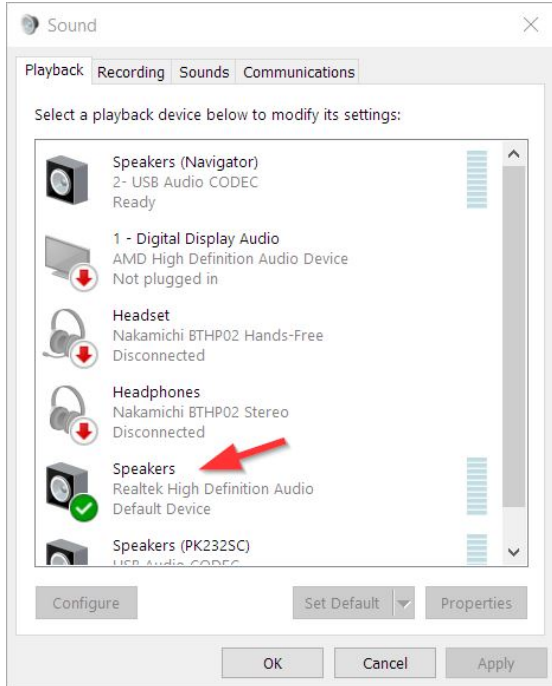 Sound
Playback Recording Sounds Communications
Select a playback device below to modify its settings:
Speakers (Navigator)
2- USB Audio CODEC
Ready
1 - Digital Display Audio
AMD High Definition Audio Device
Not plugged in
Headset
Nakamichi BTHP02 Hands-Free
Disconnected
Headphones
Nakamichi BTHP02 Stereo
Disconnected
Speakers
Realtek High Definition Audio
Default Device
Speakers (PK232SC)
USB Audio CODEC
Configure Set Default Properties
OK Cancel Apply